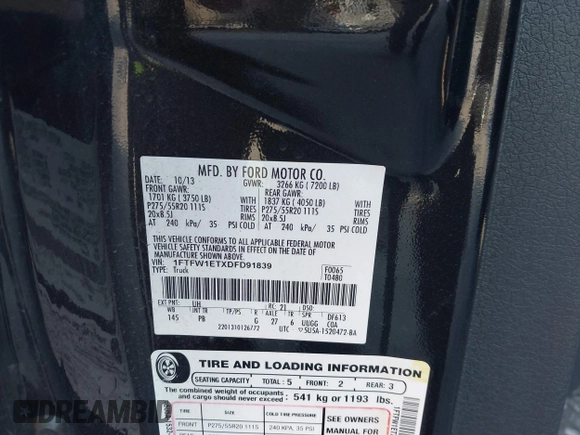 MFD. BY FORD MOTOR CO.
DATE: 10/13 GVWR: 3266 KG ( 7200 LB)
FRONT GAWR: REAR GAWR:
1701 KG ( 3750 LB) WITH 1837 KG ( 4050 LB) WITH
P275/55R20 111S TIRES P275/55R20 111S TIRES
20x8.5J RIMS 20x8.5J RIMS
AT 240 kPa/ 35 PSI COLD AT 240 kPa/ 35 PSI COLD
THIS VEHICLE CONFORMS TO ALL APPLICABLE FEDERAL MOTOR
VEHICLE SAFETY STANDARDS IN EFFECT ON THE DATE OF
MANUFACTURE SHOWN ABOVE.
VIN: 1FTFW1ETXDFD91839 F0065
TYPE: Truck T0480
EXT PNT: UH RC: 21 DSO:
WB INT TR TP/PS R AXLE TR SPR DF613
145 PB G 27 6 UUGG COA
2201310126772 UTC SU5A-1520472-BA
TIRE AND LOADING INFORMATION
SEATING CAPACITY TOTAL: 5 FRONT: 2 REAR: 3
The combined weight of occupants
and cargo should never exceed: 541 kg or 1193 lbs.
TIRE SIZE COLD TIRE PRESSURE
FRONT P275/55R20 111S 240 KPA, 35 PSI
DREAMBID